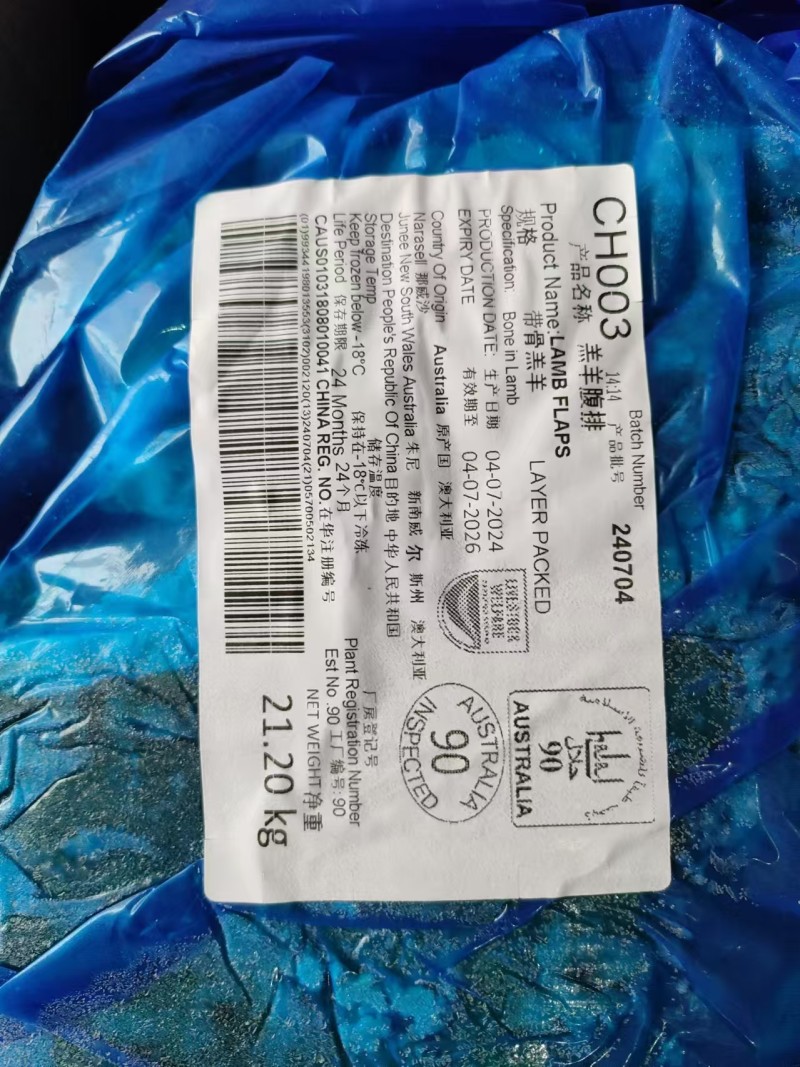 CH003 14:14 Batch Number
产品批号 240704
产品名称 羔羊腹排
Product Name:LAMB FLAPS LAYER PACKED
规格 带骨羔羊
Specification: Bone in Lamb
PRODUCTION DATE: 生产日期 04-07-2024
EXPIRY DATE 有效期至 04-07-2026
Country Of Origin Australia 原产国 澳大利亚
Narasell 那威沙
Junee New South Wales Australia 朱尼 新南威尔斯州 澳大利亚
Destination People's Republic Of China 目的地 中华人民共和国
Storage Temp 储存温度
Keep frozen below -18°C 保持在-18℃以下冷冻
Life Period 保存期限 24 Months 24个月
CAUS01031808010041 CHINA REG. NO.在华注册编号
halal
حلال
90
AUSTRALIA
AUSTRALIA
90
INSPECTED
厂房登记号
Plant Registration Number
Est No .90 工厂编号: 90
NET WEIGHT 净重
21.20 kg